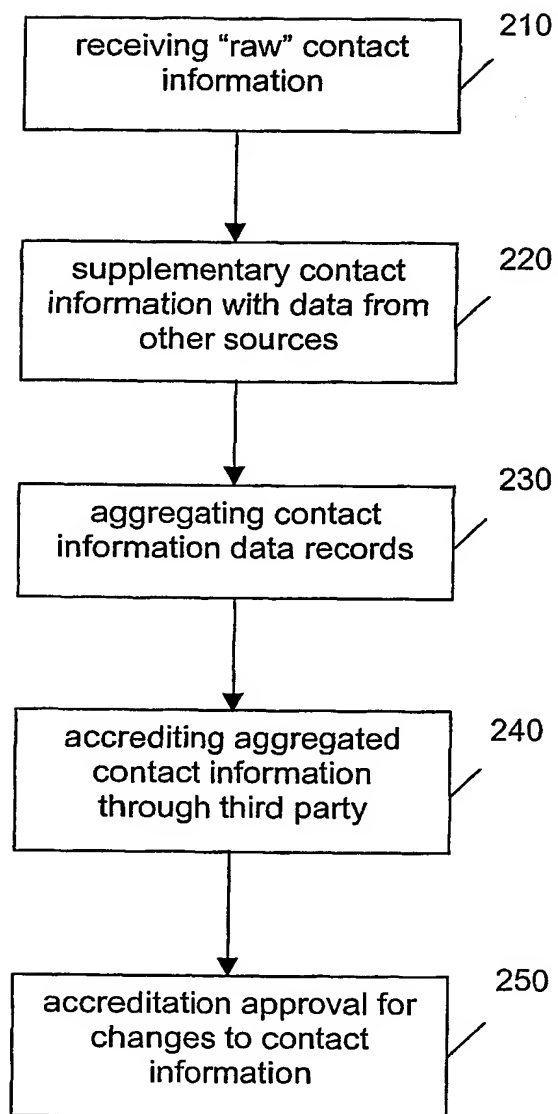 210
receiving "raw" contact
information
220
supplementary contact
information with data from
other sources
230
aggregating contact
information data records
240
accrediting aggregated
contact information
through third party
250
accreditation approval for
changes to contact
information